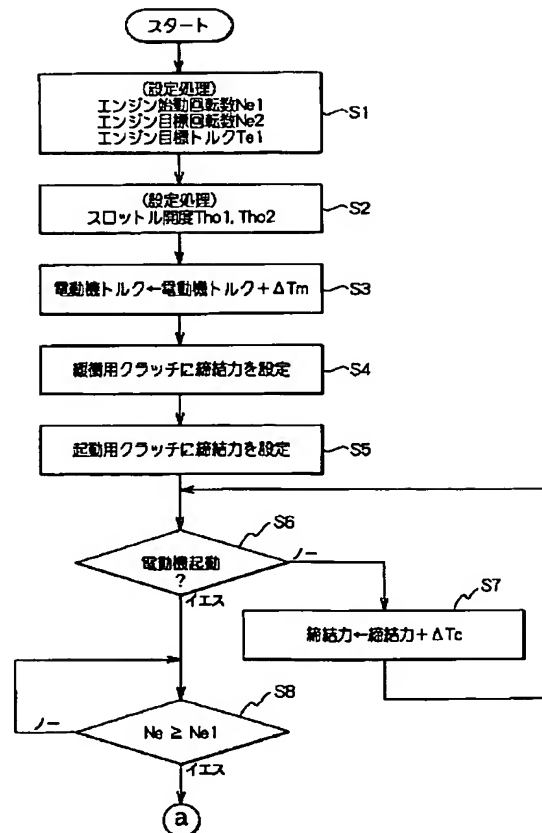 スタート
(設定処理)
エンジン始動回転数Ne1
エンジン目標回転数Ne2
エンジン目標トルクTe1
S1
(設定処理)
スロットル開度Tho1, Tho2
S2
電動機トルク←電動機トルク+ΔTm
S3
緩衝用クラッチに締結力を設定
S4
起動用クラッチに締結力を設定
S5
S6
電動機起動
?
ノー
イエス
S7
締結力←締結力+ΔTc
S8
Ne ≧ Ne1
ノー
イエス
a